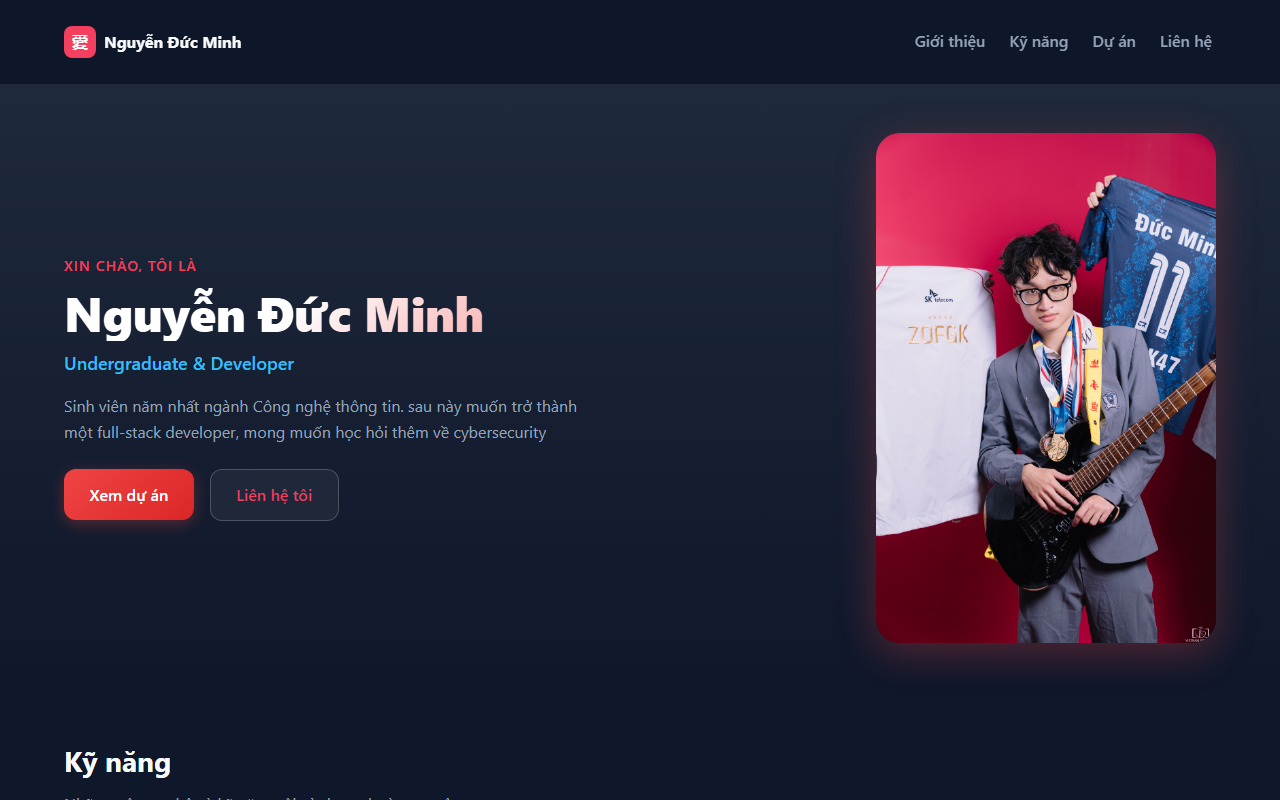 愛 Nguyễn Đức Minh
Giới thiệu Kỹ năng Dự án Liên hệ
XIN CHÀO, TÔI LÀ
Nguyễn Đức Minh
Undergraduate & Developer
Sinh viên năm nhất ngành Công nghệ thông tin. sau này muốn trở thành
một full-stack developer, mong muốn học hỏi thêm về cybersecurity
Xem dự án Liên hệ tôi
Đức Minh
11
K47
SK telecom
ZOFGK
Kỹ năng